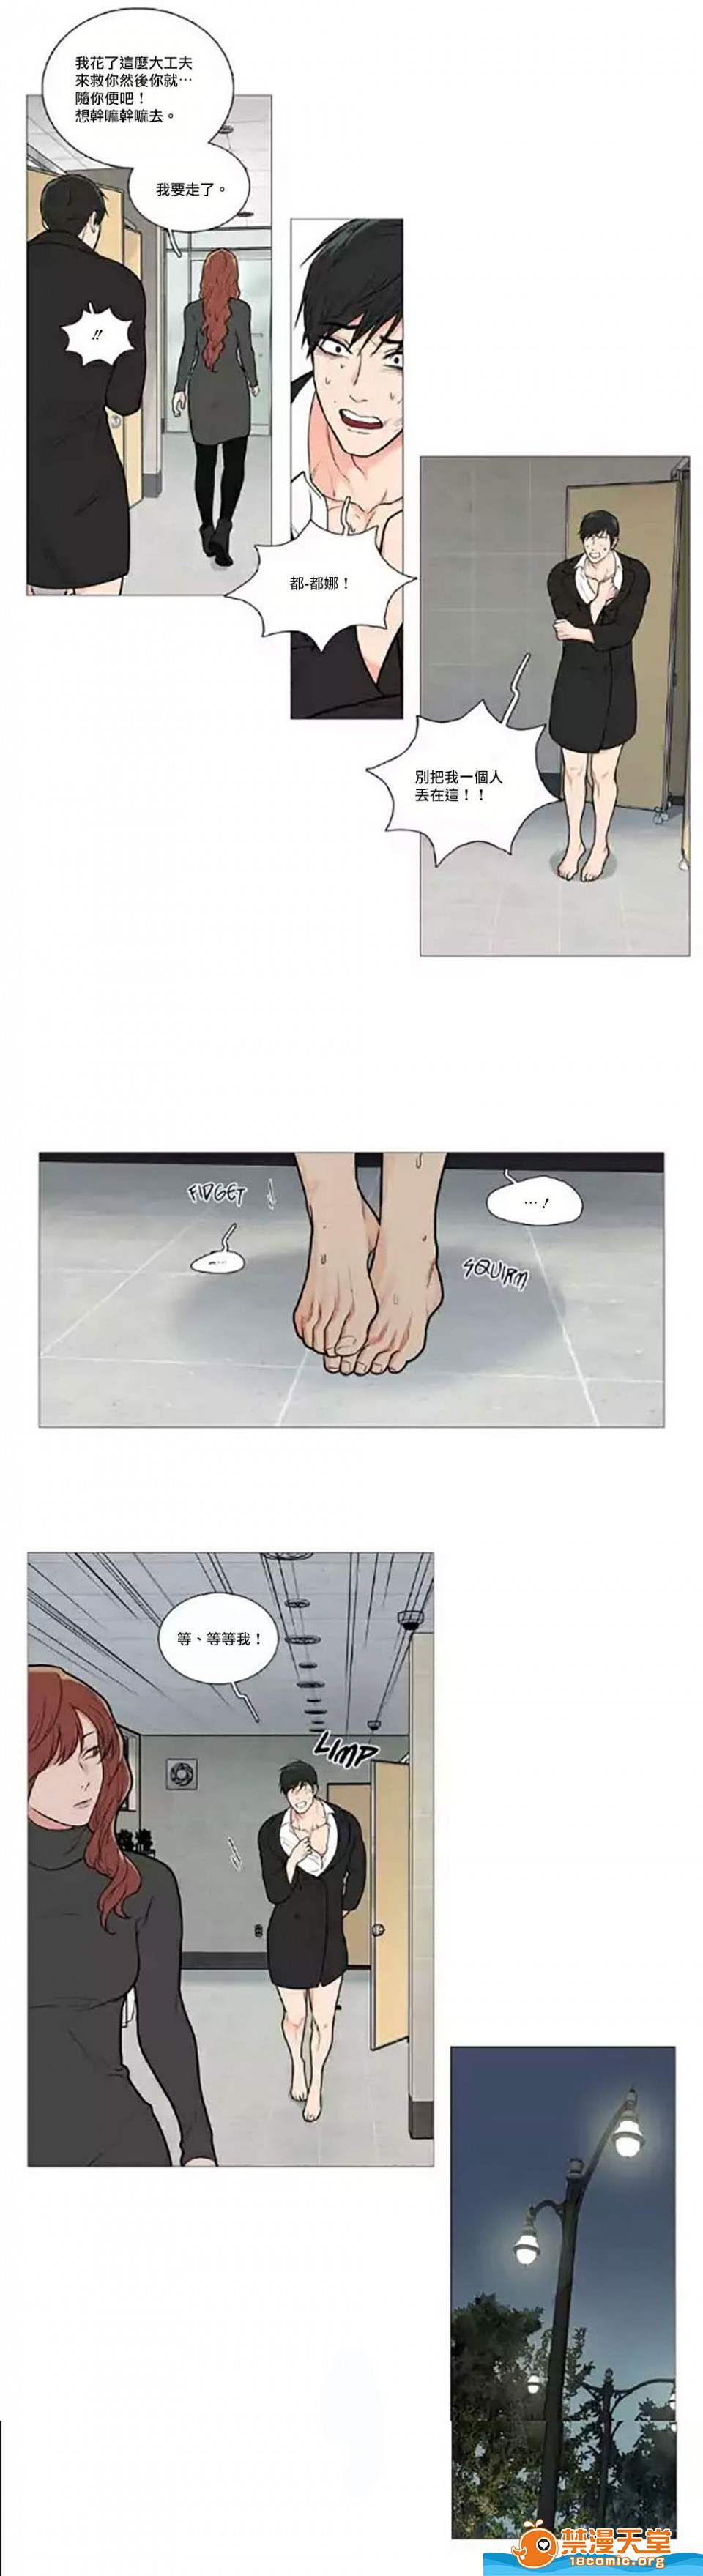 我花了這麼大工夫
來救你然後你就…
隨你便吧！
想幹嘛幹嘛去。
我要走了。
!!
都-都娜！
別把我一個人
丟在這！！
FIDGET
…！
...
SQUIRM
等、等等我！
LIMP
禁漫天堂
18comic.org